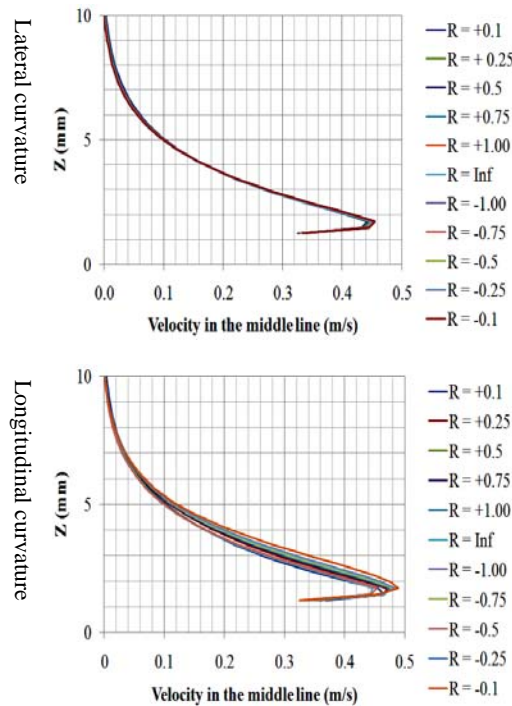 Lateral curvature
Z (mm)
10
5
0
0.0 0.1 0.2 0.3 0.4 0.5
Velocity in the middle line (m/s)
R = +0.1
R = + 0.25
R = +0.5
R = +0.75
R = +1.00
R = Inf
R = -1.00
R = -0.75
R = -0.5
R = -0.25
R = -0.1
Longitudinal curvature
Z (mm)
10
5
0
0 0.1 0.2 0.3 0.4 0.5
Velocity in the middle line (m/s)
R = +0.1
R = +0.25
R = +0.5
R = +0.75
R = +1.00
R = Inf
R = -1.00
R = -0.75
R = -0.5
R = -0.25
R = -0.1